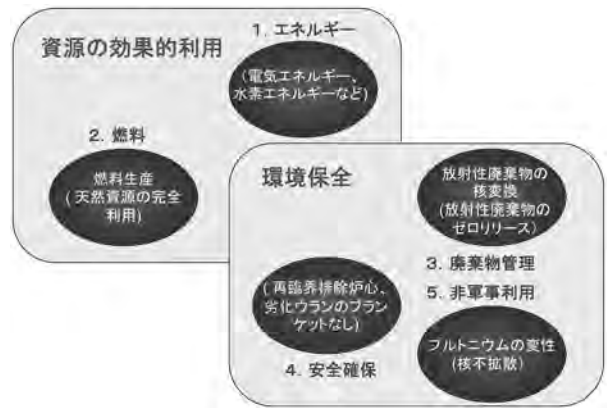 資源の効果的利用
1. エネルギー
(電気エネルギー、
水素エネルギーなど)
2. 燃料
燃料生産
(天然資源の完全
利用)
環境保全
放射性廃棄物の
核変換
(放射性廃棄物の
ゼロリリース)
3. 廃棄物管理
(再臨界排除炉心、
劣化ウランのブラン
ケットなし)
4. 安全確保
5. 非軍事利用
プルトニウムの変性
(核不拡散)